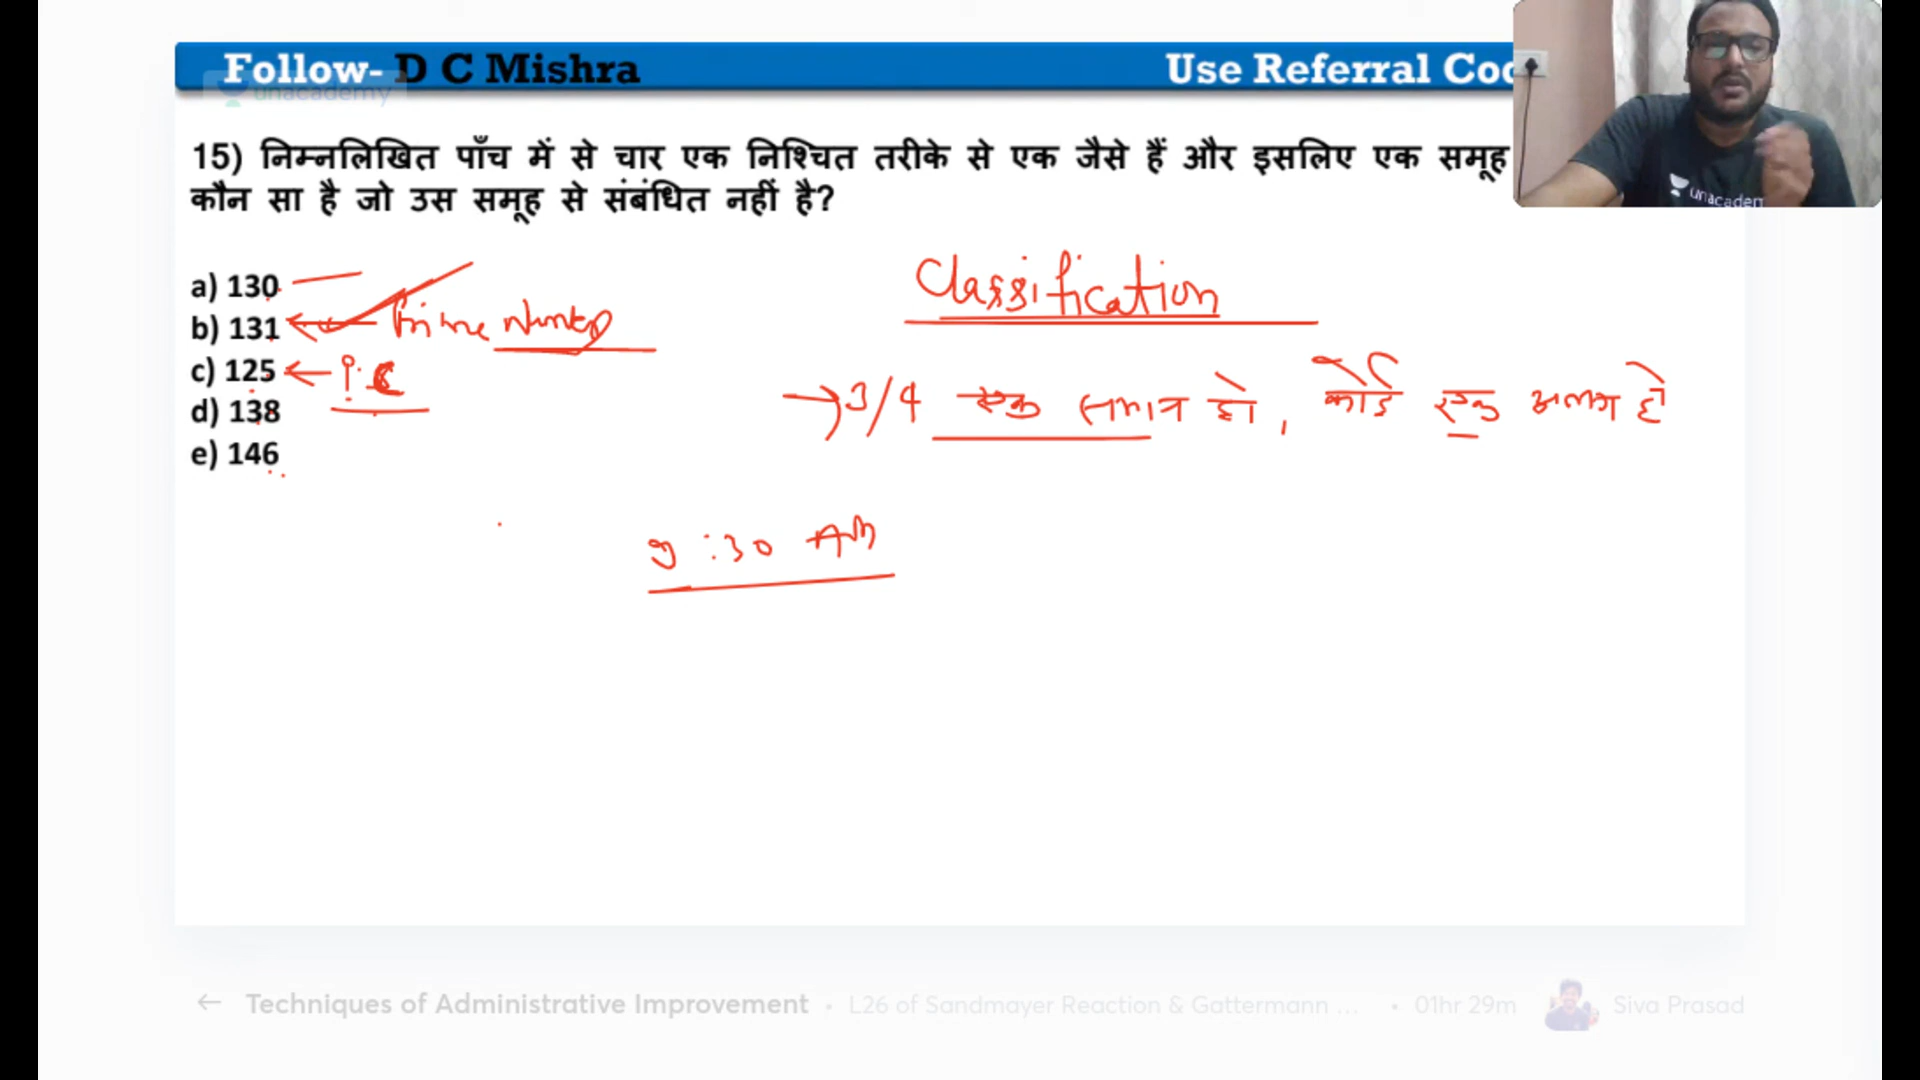 Follow- D C Mishra
Use Referral Coc
unacademy
15) निम्नलिखित पाँच में से चार एक निश्चित तरीके से एक जैसे हैं और इसलिए एक समूह
कौन सा है जो उस समूह से संबंधित नहीं है?
a) 130
b) 131
c) 125
d) 138
e) 146
Prime Number
P.C
Classification
→ 3/4 एक समान हो, कोई एक अलग हो
9:30 AM
unacadem
← Techniques of Administrative Improvement • L26 of Sandmayer Reaction & Gattermann ... • 01hr 29m Siva Prasad